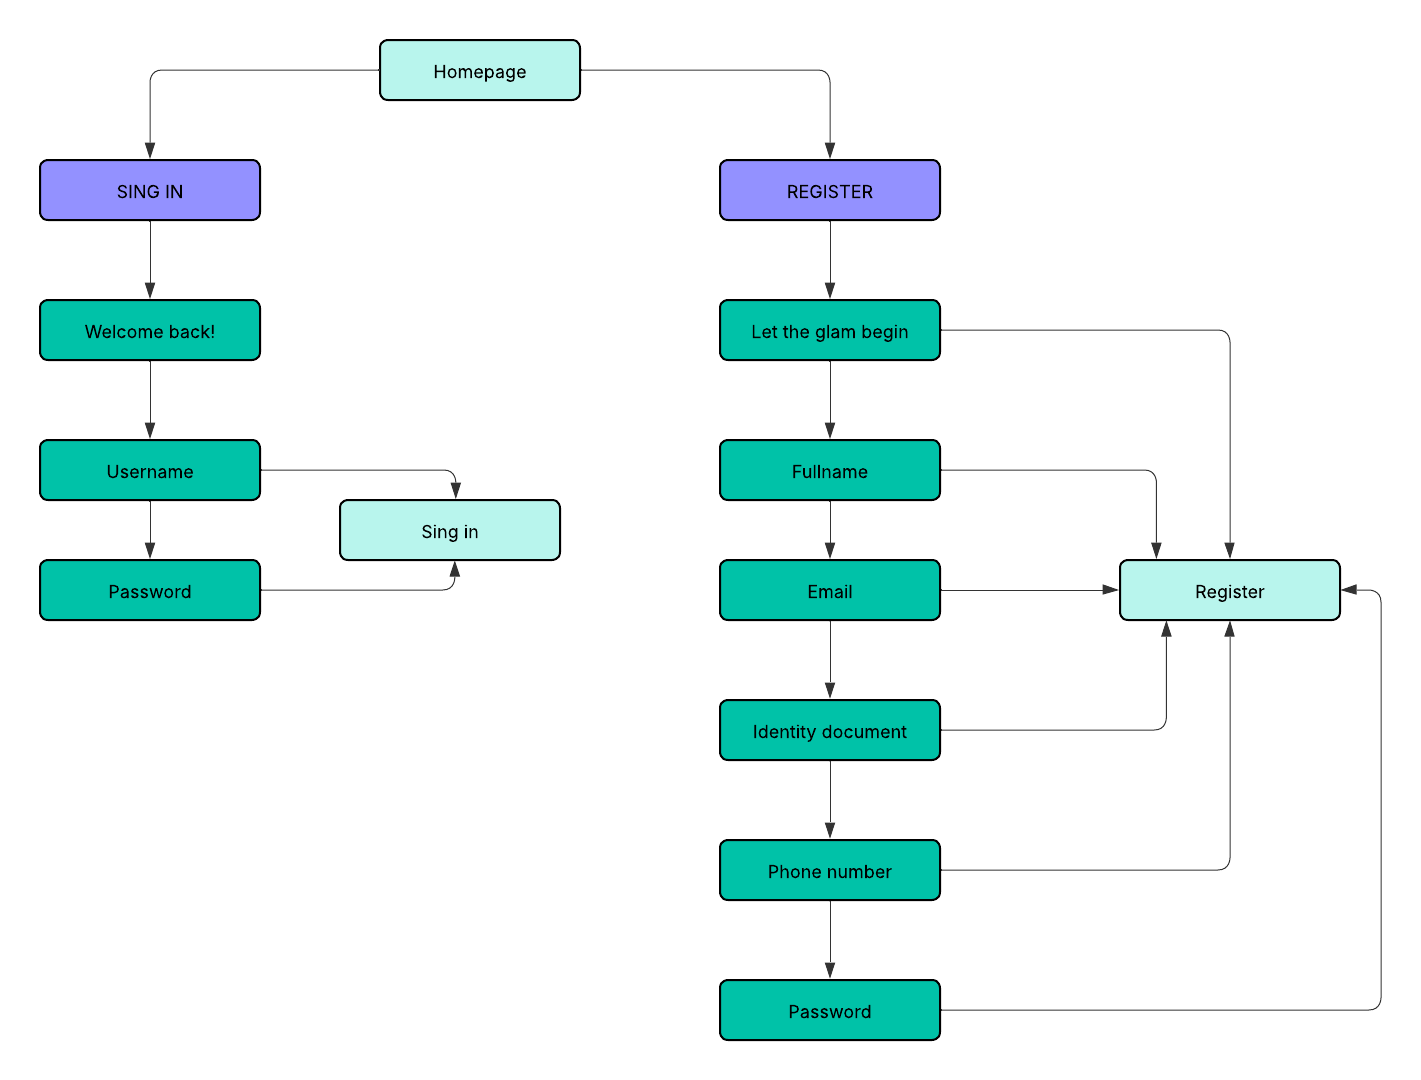 Homepage
SING IN
REGISTER
Welcome back!
Let the glam begin
Username
Fullname
Sing in
Password
Email
Register
Identity document
Phone number
Password